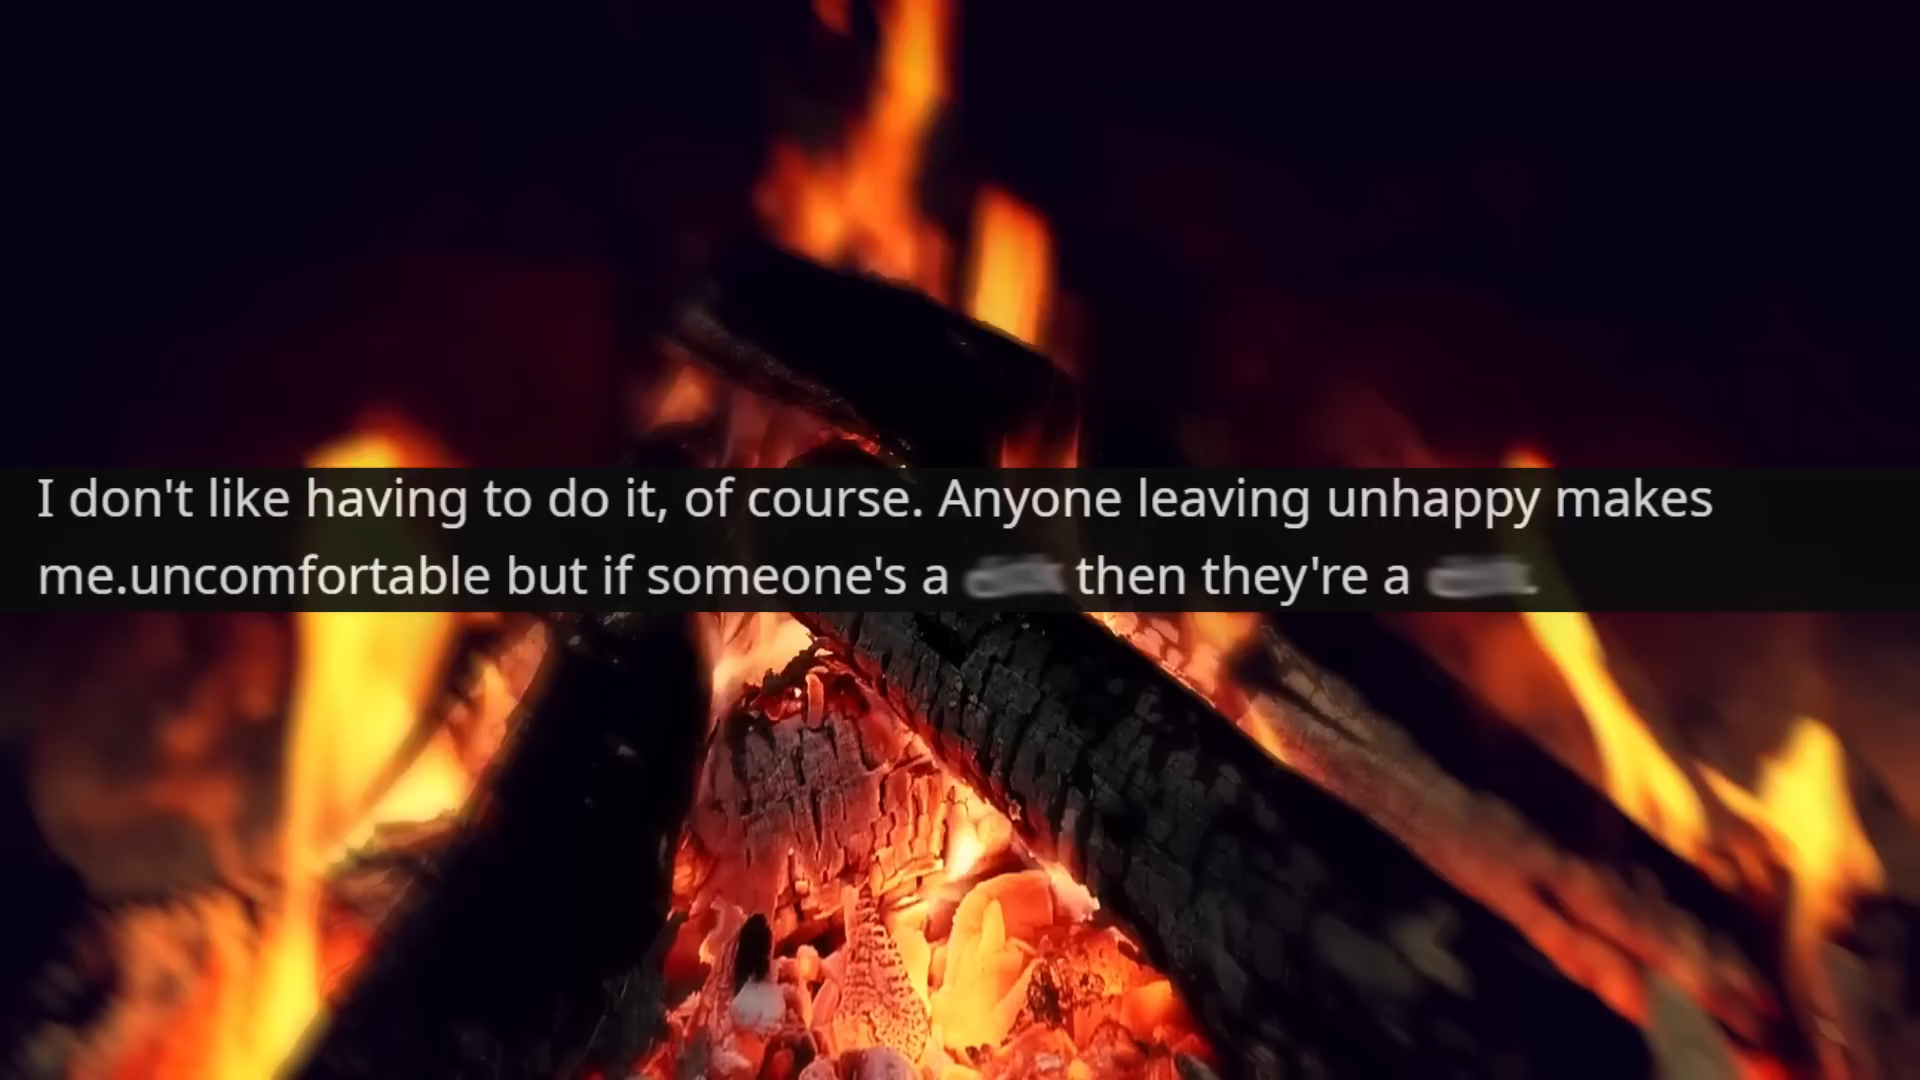 I don't like having to do it, of course. Anyone leaving unhappy makes
me.uncomfortable but if someone's a then they're a